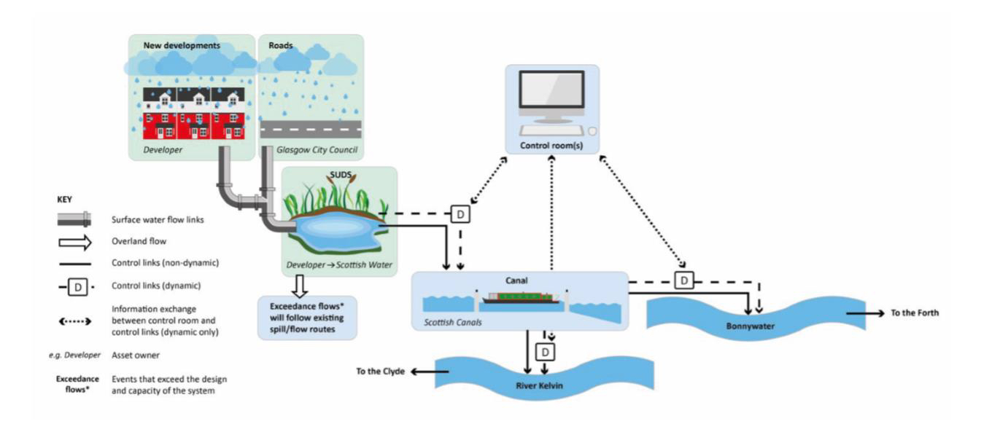 New developments
Roads
Developer
Glasgow City Council
Control room(s)
SUDS
D
Developer → Scottish Water
KEY
Surface water flow links
Overland flow
Control links (non-dynamic)
D
Control links (dynamic)
Information exchange
between control room and
control links (dynamic only)
e.g. Developer
Asset owner
Exceedance
flows*
Events that exceed the design
and capacity of the system
Exceedance flows*
will follow existing
spill/flow routes
Canal
Scottish Canals
D
Bonnywater
To the Forth
D
To the Clyde
River Kelvin